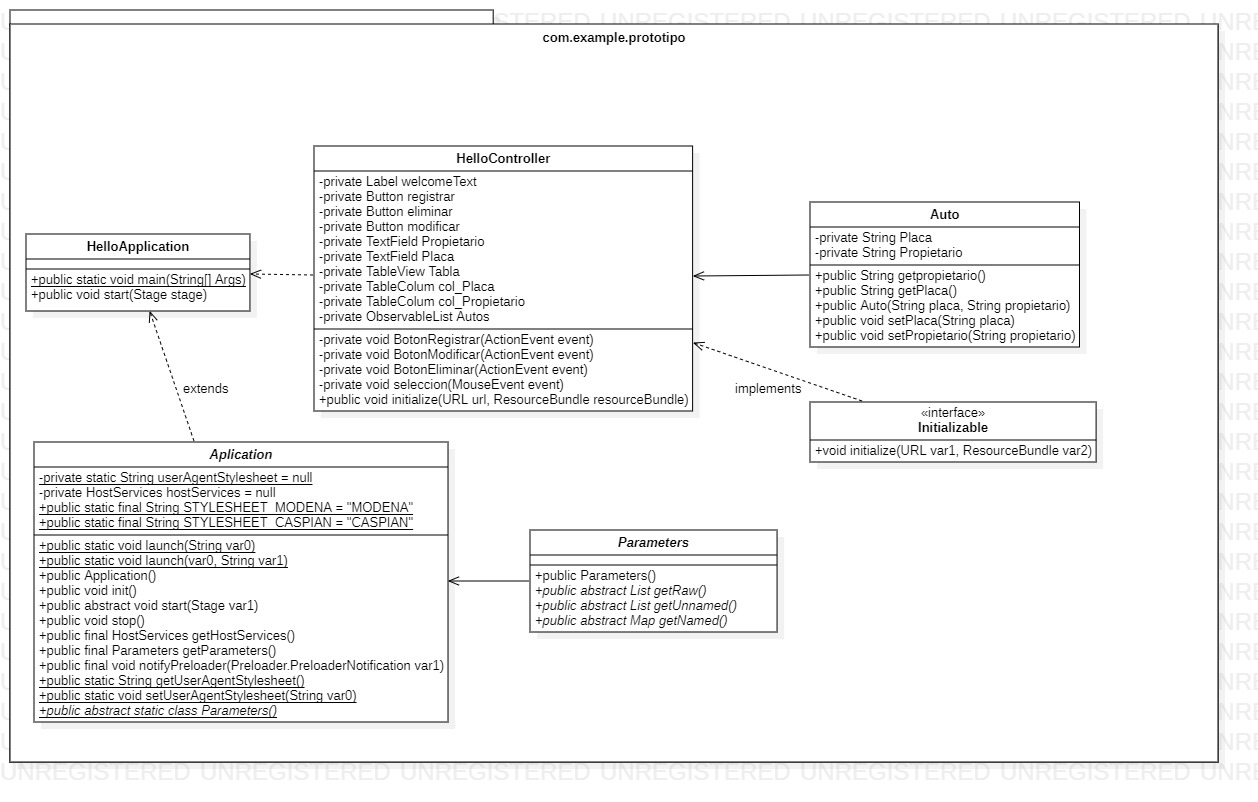 com.example.prototipo
HelloController
-private Label welcomeText
-private Button registrar
-private Button eliminar
-private Button modificar
-private TextField Propietario
-private TextField Placa
-private TableView Tabla
-private TableColum col_Placa
-private TableColum col_Propietario
-private ObservableList Autos
-private void BotonRegistrar(ActionEvent event)
-private void BotonModificar(ActionEvent event)
-private void BotonEliminar(ActionEvent event)
-private void seleccion(MouseEvent event)
+public void initialize(URL url, ResourceBundle resourceBundle)
Auto
-private String Placa
-private String Propietario
+public String getpropietario()
+public String getPlaca()
+public Auto(String placa, String propietario)
+public void setPlaca(String placa)
+public void setPropietario(String propietario)
HelloApplication
+public static void main(String[] Args)
+public void start(Stage stage)
extends
implements
«interface»
Initializable
+void initialize(URL var1, ResourceBundle var2)
Aplication
-private static String userAgentStylesheet = null
-private HostServices hostServices = null
+public static final String STYLESHEET_MODENA = "MODENA"
+public static final String STYLESHEET_CASPIAN = "CASPIAN"
+public static void launch(String var0)
+public static void launch(var0, String var1)
+public Application()
+public void init()
+public abstract void start(Stage var1)
+public void stop()
+public final HostServices getHostServices()
+public final Parameters getParameters()
+public final void notifyPreloader(Preloader.PreloaderNotification var1)
+public static String getUserAgentStylesheet()
+public static void setUserAgentStylesheet(String var0)
+public abstract static class Parameters()
Parameters
+public Parameters()
+public abstract List getRaw()
+public abstract List getUnnamed()
+public abstract Map getNamed()
UNREGISTERED UNREGISTERED UNREGISTERED UNREGISTERED UNREGISTERED UNREGISTERED